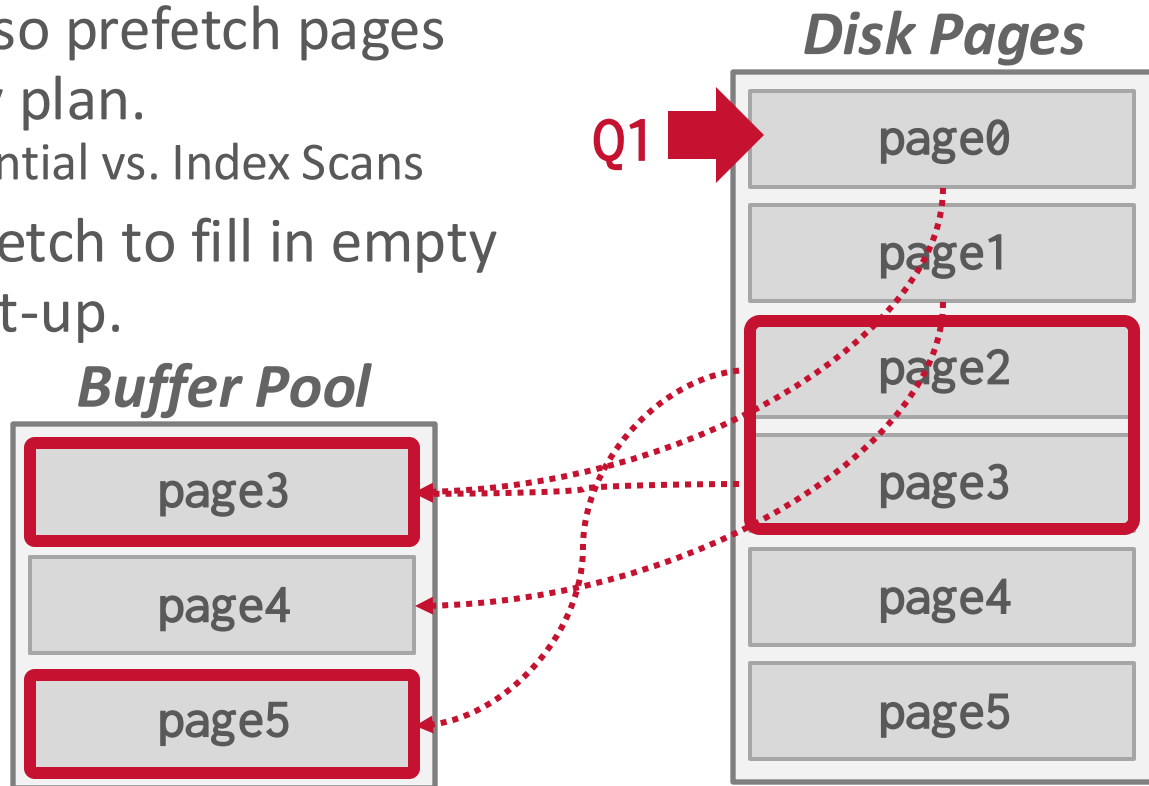 so prefetch pages
plan.
ntial vs. Index Scans
etch to fill in empty
t-up.
Buffer Pool
page3
page4
page5
Q1
Disk Pages
page0
page1
page2
page3
page4
page5